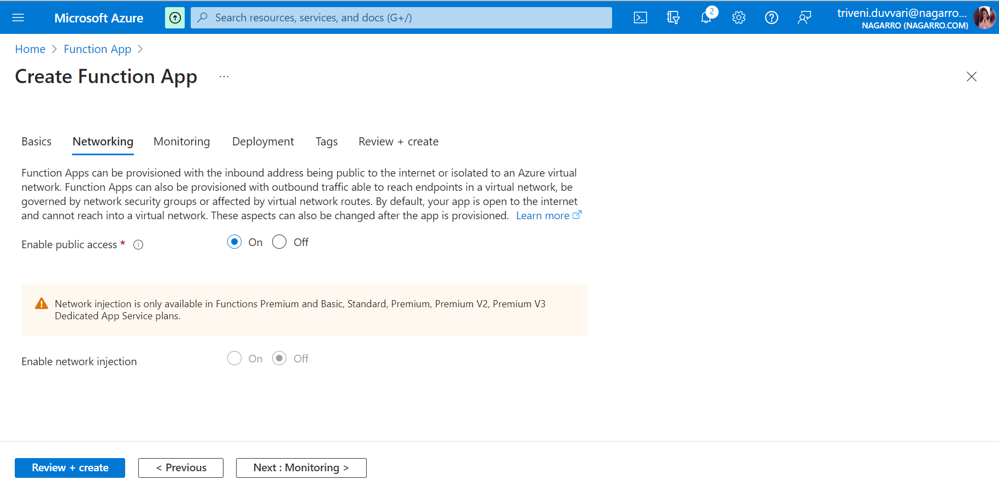 Microsoft Azure
Search resources, services, and docs (G+/)
2
triveni.duvvari@nagarro...
NAGARRO (NAGARRO.COM)
Home > Function App >
Create Function App ...
Basics Networking Monitoring Deployment Tags Review + create
Function Apps can be provisioned with the inbound address being public to the internet or isolated to an Azure virtual
network. Function Apps can also be provisioned with outbound traffic able to reach endpoints in a virtual network, be
governed by network security groups or affected by virtual network routes. By default, your app is open to the internet
and cannot reach into a virtual network. These aspects can also be changed after the app is provisioned. Learn more
Enable public access * On Off
Network injection is only available in Functions Premium and Basic, Standard, Premium, Premium V2, Premium V3
Dedicated App Service plans.
Enable network injection On Off
Review + create < Previous Next : Monitoring >